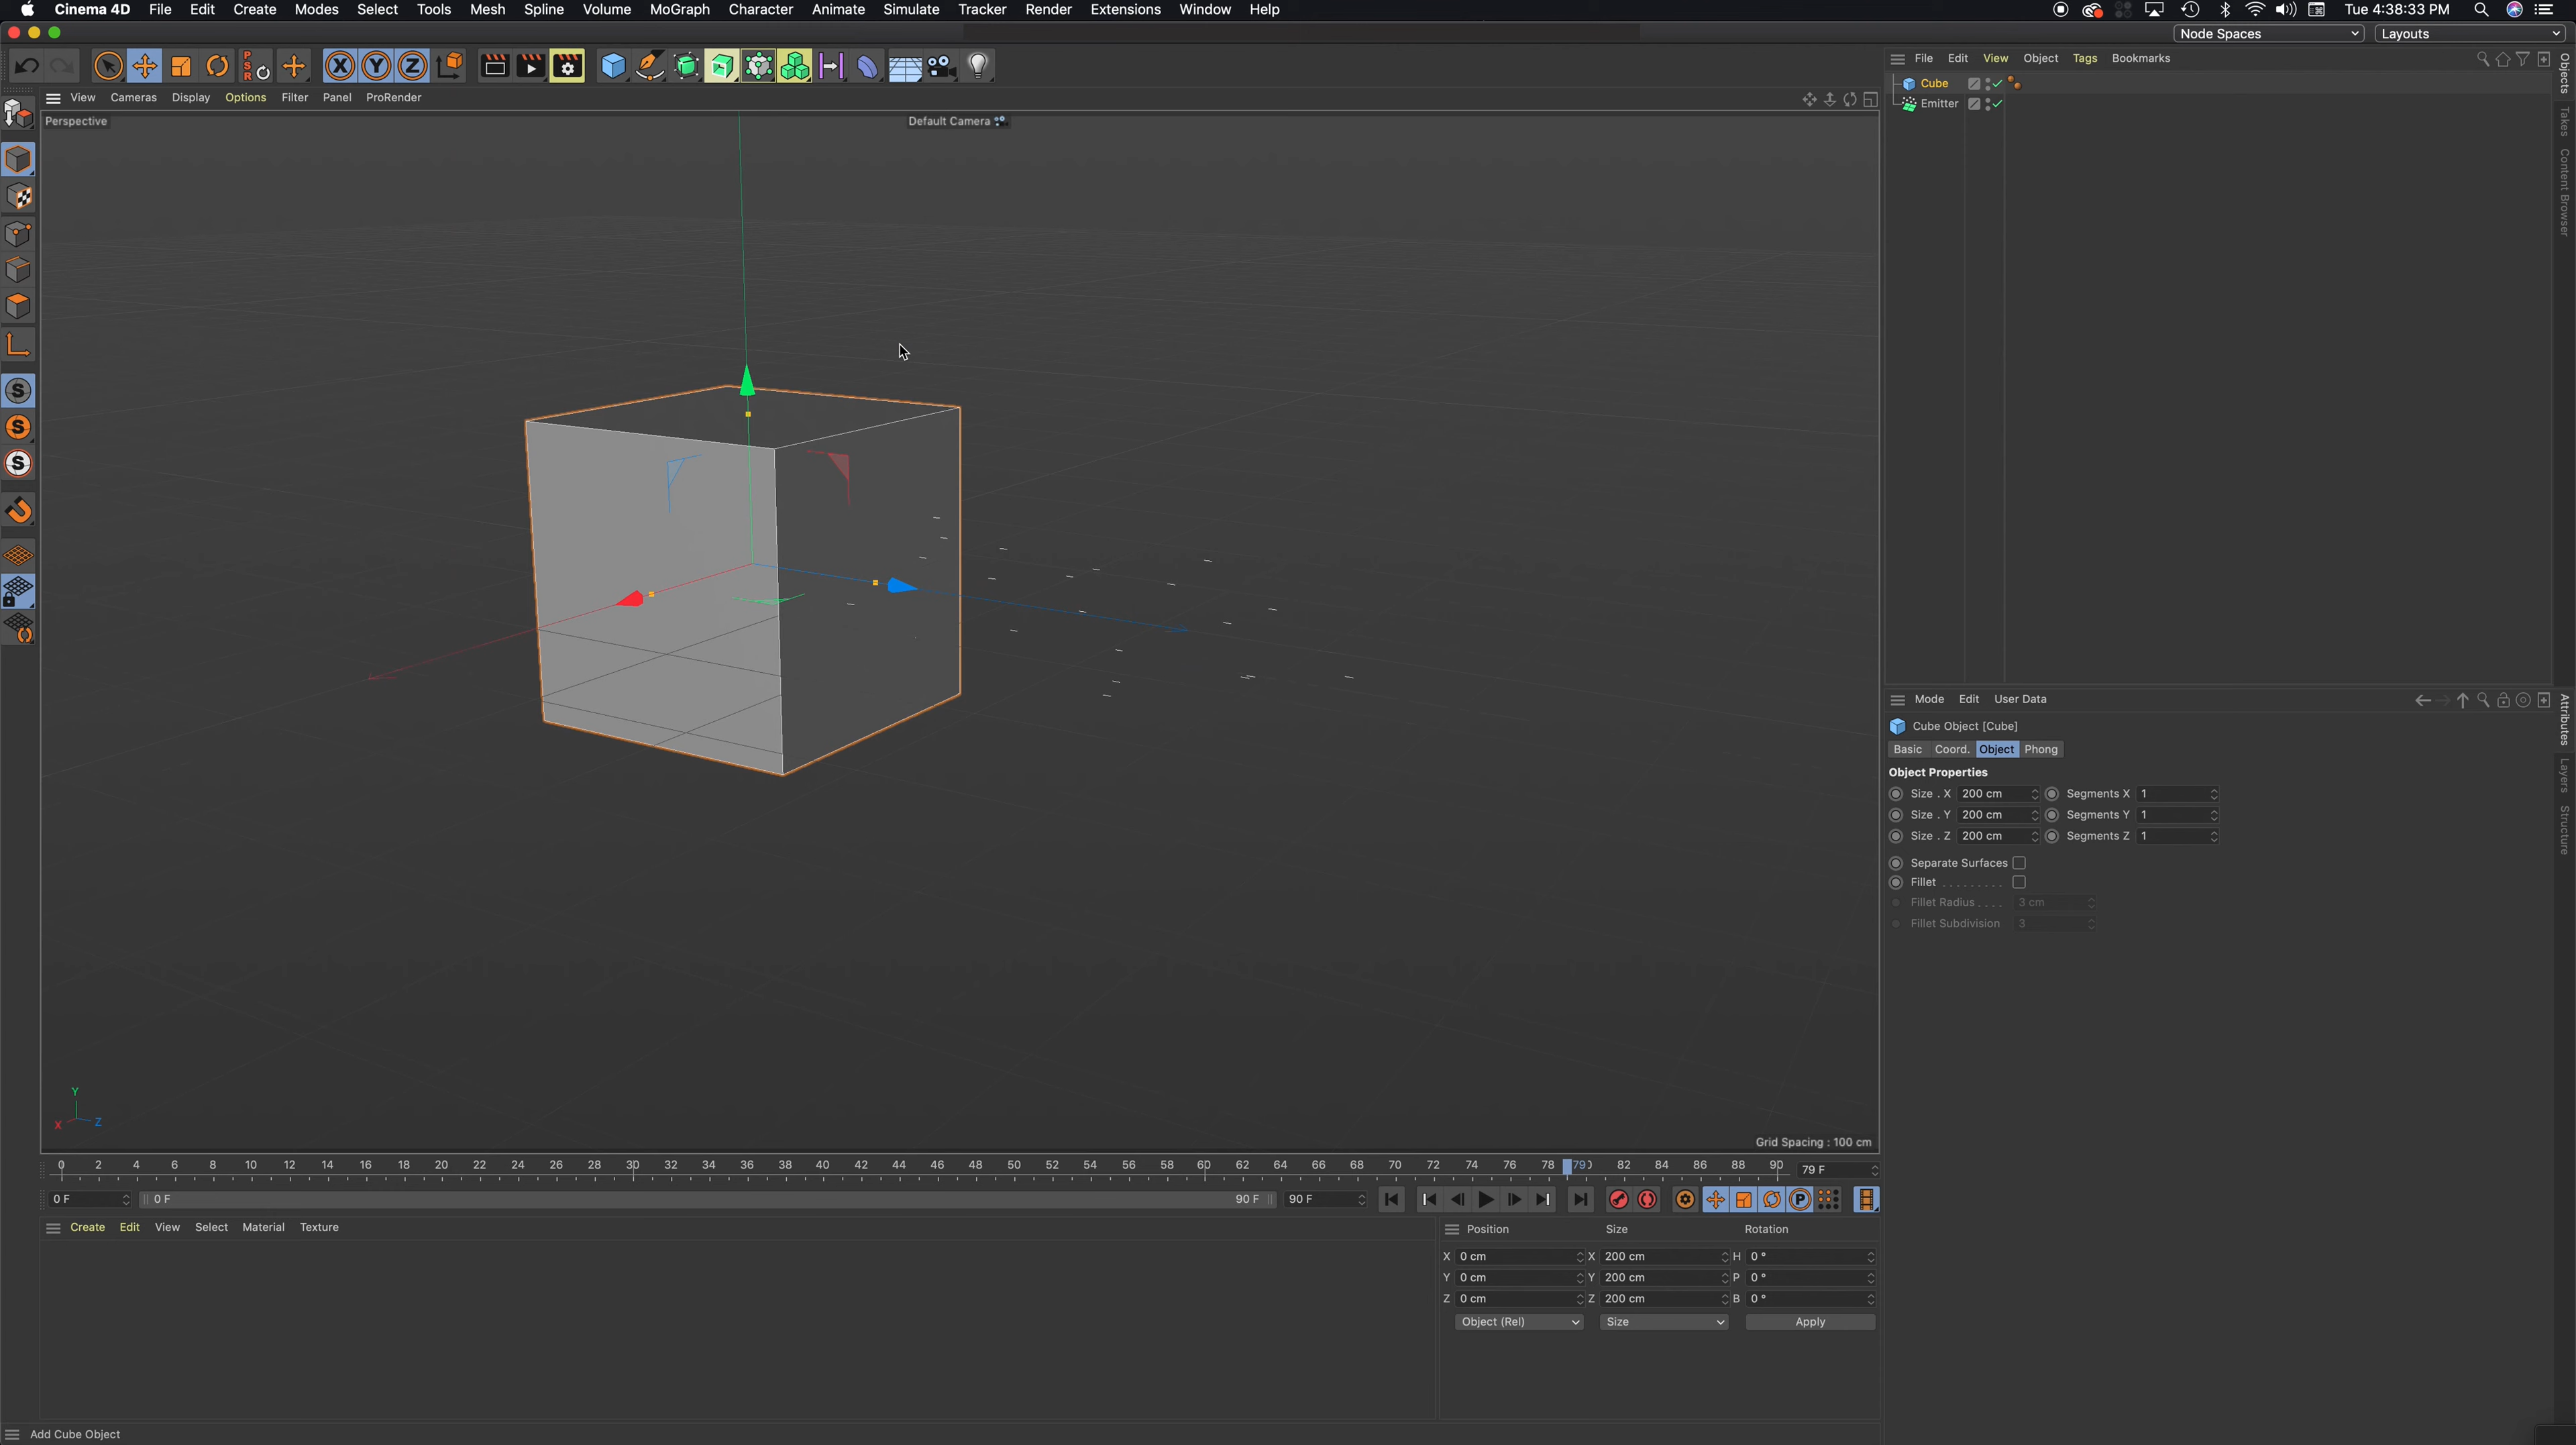 Cinema 4D File Edit Create Modes Select Tools Mesh Spline Volume MoGraph Character Animate Simulate Tracker Render Extensions Window Help Tue 4:38:33 PM
Node Spaces Layouts
P S R X Y Z
File Edit View Object Tags Bookmarks
View Cameras Display Options Filter Panel ProRender
Perspective Default Camera
Cube
Emitter
Objects
Takes
Content Browser
S
S
S
Mode Edit User Data
Cube Object [Cube]
Basic Coord. Object Phong
Object Properties
Size . X 200 cm Segments X 1
Size . Y 200 cm Segments Y 1
Size . Z 200 cm Segments Z 1
Separate Surfaces
Fillet . . . . . . . . .
Fillet Radius . . . . 3 cm
Fillet Subdivision 3
Attributes
Layers
Structure
Y
X Z
Grid Spacing : 100 cm
0 2 4 6 8 10 12 14 16 18 20 22 24 26 28 30 32 34 36 38 40 42 44 46 48 50 52 54 56 58 60 62 64 66 68 70 72 74 76 78 79 82 84 86 88 90 79 F
0 F 0 F 90 F 90 F P
Create Edit View Select Material Texture
Position Size Rotation
X 0 cm X 200 cm H 0 °
Y 0 cm Y 200 cm P 0 °
Z 0 cm Z 200 cm B 0 °
Object (Rel) Size Apply
Add Cube Object